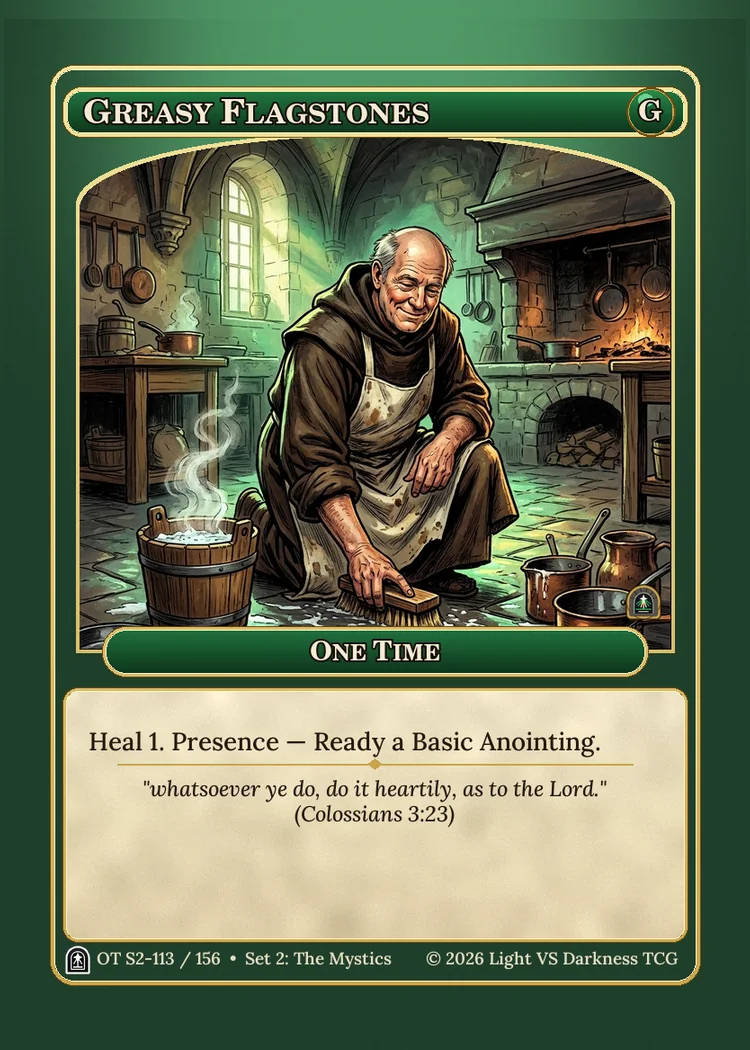 Greasy Flagstones
G
One Time
Heal 1. Presence — Ready a Basic Anointing.
"whatsoever ye do, do it heartily, as to the Lord."
(Colossians 3:23)
OT S2-113 / 156 • Set 2: The Mystics © 2026 Light VS Darkness TCG